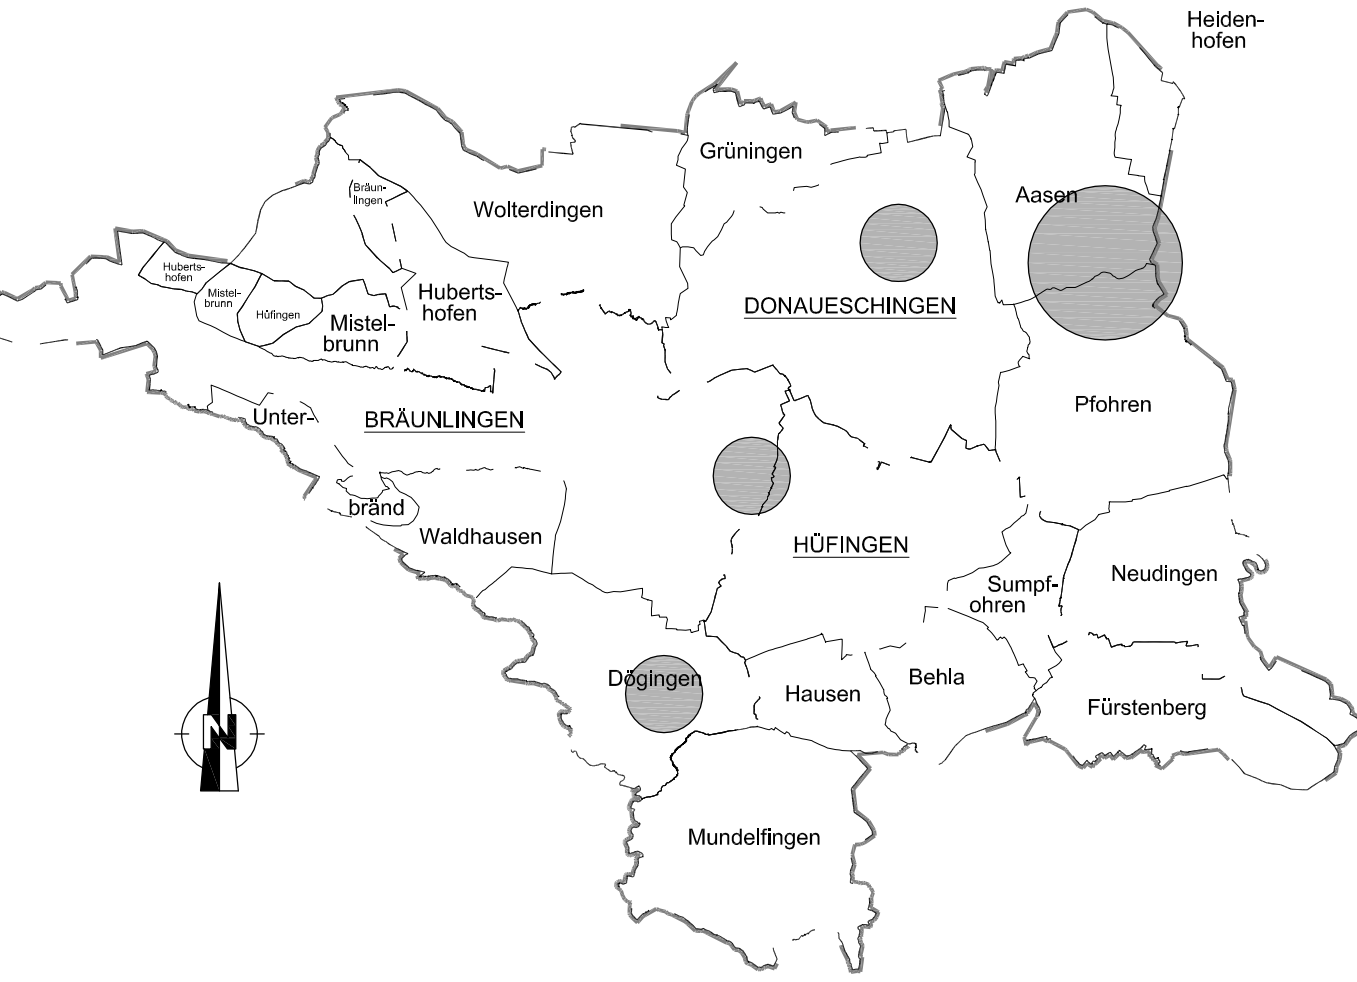 Heiden-
hofen
Grüningen
Aasen
Bräun-
lingen
Wolterdingen
Huberts-
hofen
Mistel-
brunn
Hüfingen
Huberts-
hofen
Mistel-
brunn
DONAUESCHINGEN
Unter-
bränd
BRÄUNLINGEN
Pfohren
Waldhausen
HÜFINGEN
Sumpf-
ohren
Neudingen
Dögingen
Hausen
Behla
Fürstenberg
N
Mundelfingen